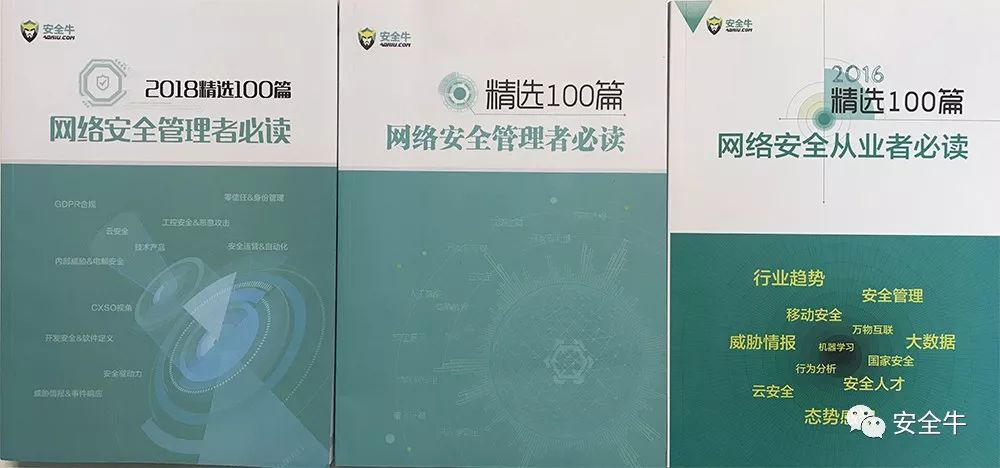 安全牛
AQNIU.COM
2018精选100篇
网络安全管理者必读
零信任&身份管理
GDPR合规
工控安全&恶意攻击
云安全
技术产品
安全运营&自动化
内部威胁&电邮安全
CXSO视角
开发安全&软件定义
安全驱动力
威胁情报&事件响应
安全牛
AQNIU.COM
精选100篇
网络安全管理者必读
安全牛
AQNIU.COM
2016
精选100篇
网络安全从业者必读
行业趋势
安全管理
移动安全
万物互联
威胁情报
机器学习
大数据
国家安全
行为分析
安全人才
云安全
态势感
安全牛